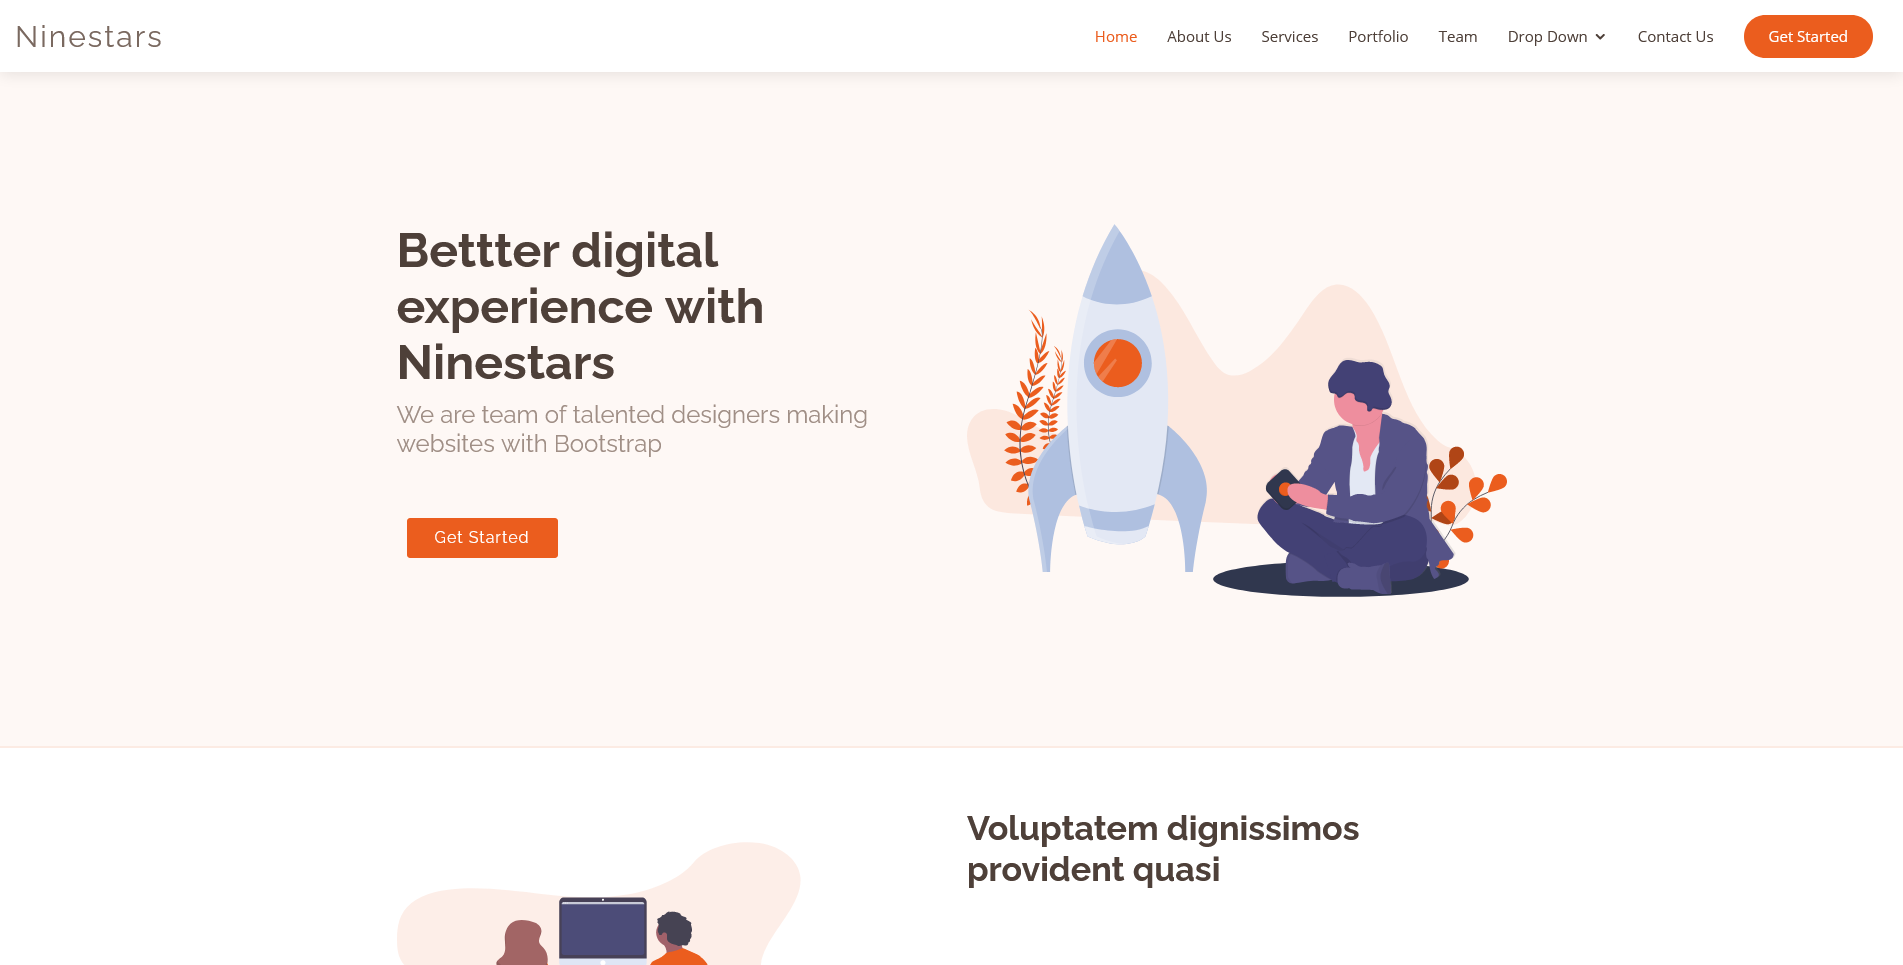 Ninestars
Home About Us Services Portfolio Team Drop Down Contact Us Get Started
Bettter digital
experience with
Ninestars
We are team of talented designers making
websites with Bootstrap
Get Started
Voluptatem dignissimos
provident quasi